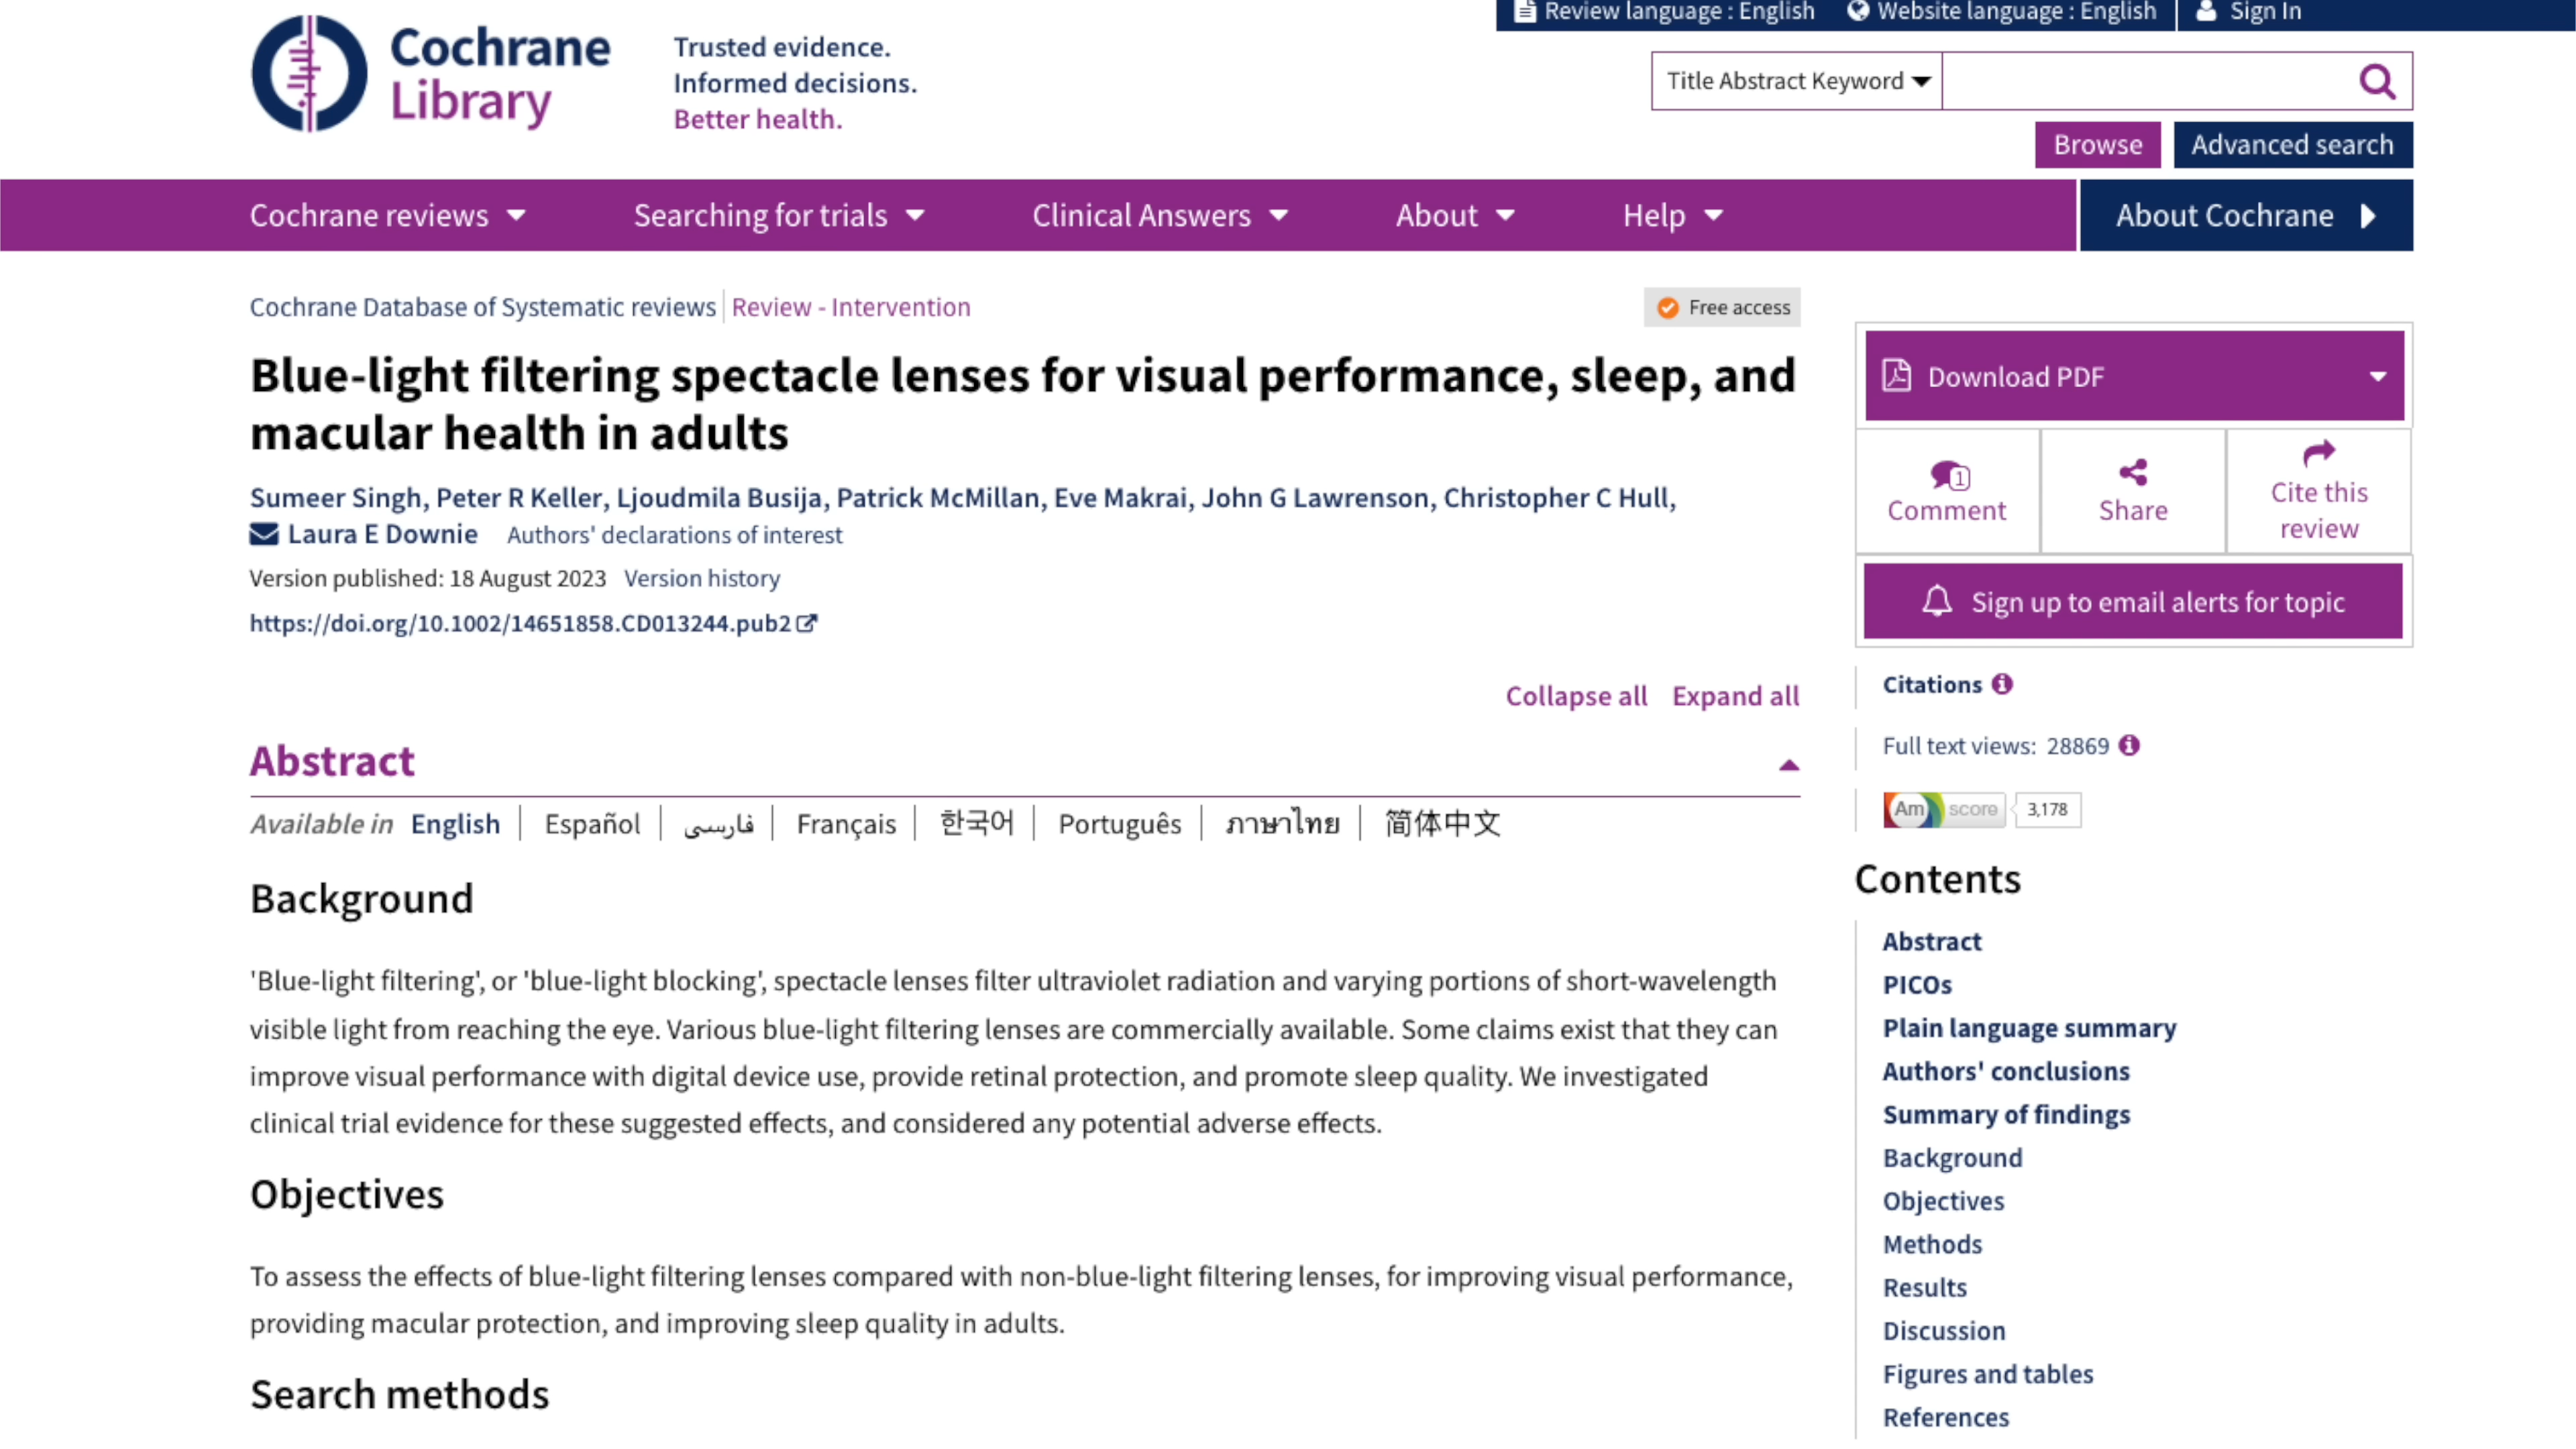 Review language : English Website language : English Sign In
Cochrane
Library
Trusted evidence.
Informed decisions.
Better health.
Title Abstract Keyword
Browse Advanced search
Cochrane reviews Searching for trials Clinical Answers About Help About Cochrane
Cochrane Database of Systematic reviews Review - Intervention
Free access
Blue-light filtering spectacle lenses for visual performance, sleep, and
macular health in adults
Sumeer Singh, Peter R Keller, Ljoudmila Busija, Patrick McMillan, Eve Makrai, John G Lawrenson, Christopher C Hull,
Laura E Downie Authors' declarations of interest
Version published: 18 August 2023 Version history
https://doi.org/10.1002/14651858.CD013244.pub2
Collapse all Expand all
Abstract
Available in English Español فارسی Français 한국어 Português ภาษาไทย 简体中文
Background
'Blue-light filtering', or 'blue-light blocking', spectacle lenses filter ultraviolet radiation and varying portions of short-wavelength
visible light from reaching the eye. Various blue-light filtering lenses are commercially available. Some claims exist that they can
improve visual performance with digital device use, provide retinal protection, and promote sleep quality. We investigated
clinical trial evidence for these suggested effects, and considered any potential adverse effects.
Objectives
To assess the effects of blue-light filtering lenses compared with non-blue-light filtering lenses, for improving visual performance,
providing macular protection, and improving sleep quality in adults.
Search methods
Download PDF
1
Comment
Share
Cite this
review
Sign up to email alerts for topic
Citations
Full text views: 28869
Am score 3,178
Contents
Abstract
PICOs
Plain language summary
Authors' conclusions
Summary of findings
Background
Objectives
Methods
Results
Discussion
Figures and tables
References